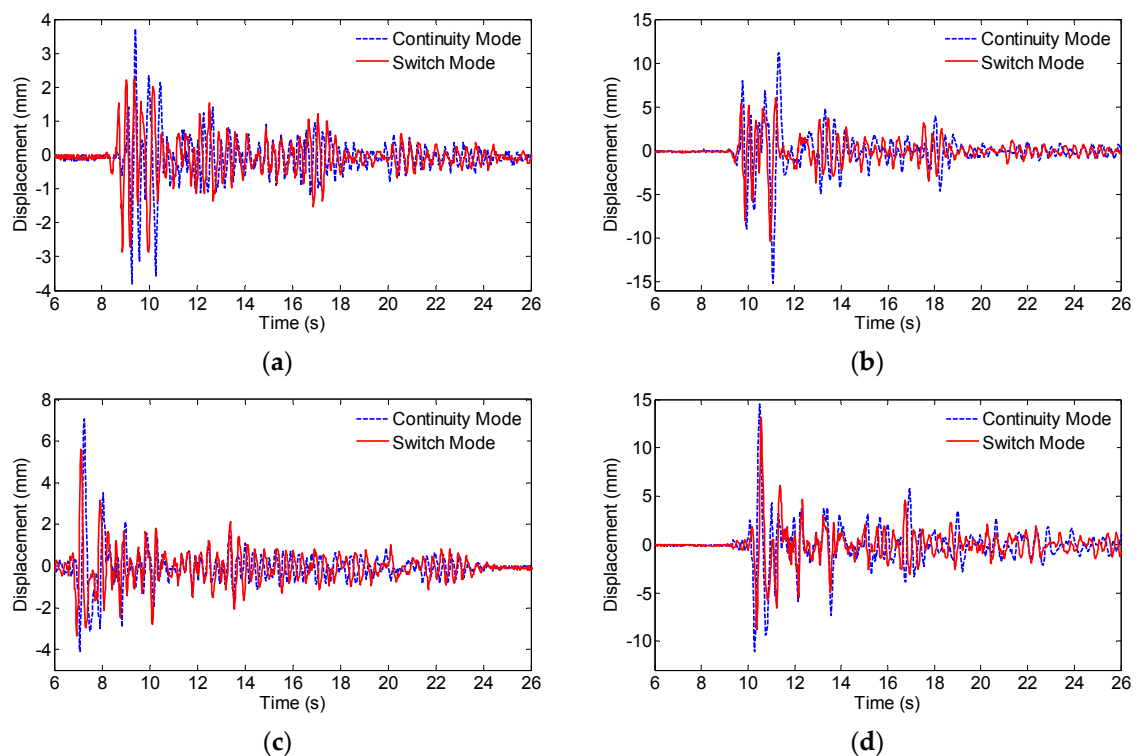 4
3
2
1
0
-1
-2
-3
-4
Displacement (mm)
Continuity Mode
Switch Mode
6 8 10 12 14 16 18 20 22 24 26
Time (s)
(a)
15
10
5
0
-5
-10
-15
Displacement (mm)
Continuity Mode
Switch Mode
6 8 10 12 14 16 18 20 22 24 26
Time (s)
(b)
8
6
4
2
0
-2
-4
Displacement (mm)
Continuity Mode
Switch Mode
6 8 10 12 14 16 18 20 22 24 26
Time (s)
(c)
15
10
5
0
-5
-10
Displacement (mm)
Continuity Mode
Switch Mode
6 8 10 12 14 16 18 20 22 24 26
Time (s)
(d)